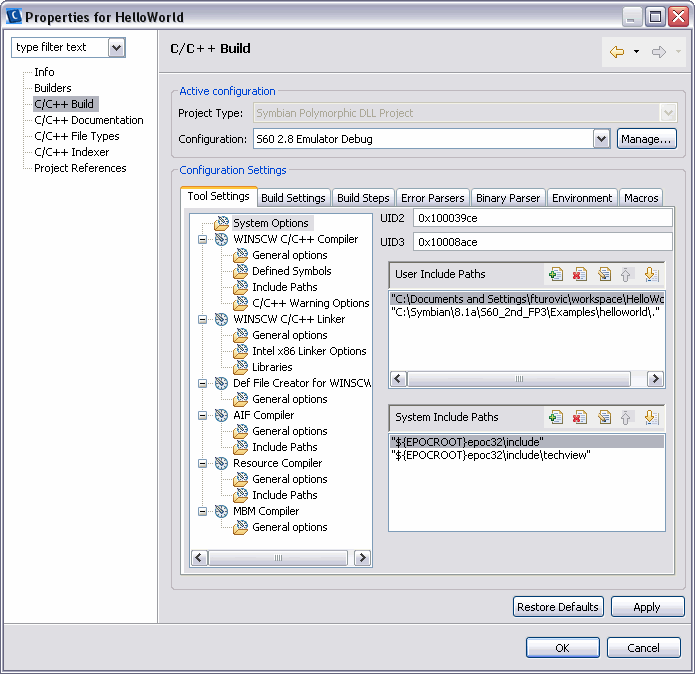 Properties for HelloWorld
type filter text
Info
Builders
C/C++ Build
C/C++ Documentation
C/C++ File Types
C/C++ Indexer
Project References
C/C++ Build
Active configuration
Project Type: Symbian Polymorphic DLL Project
Configuration: S60 2.8 Emulator Debug Manage...
Configuration Settings
Tool Settings Build Settings Build Steps Error Parsers Binary Parser Environment Macros
System Options
WINSCW C/C++ Compiler
General options
Defined Symbols
Include Paths
C/C++ Warning Options
WINSCW C/C++ Linker
General options
Intel x86 Linker Options
Libraries
Def File Creator for WINSCW
General options
AIF Compiler
General options
Include Paths
Resource Compiler
General options
Include Paths
MBM Compiler
General options
UID2 0x100039ce
UID3 0x10008ace
User Include Paths
"C:\Documents and Settings\fturovic\workspace\HelloWo
"C:\Symbian\8.1a\S60_2nd_FP3\Examples\helloworld\."
System Include Paths
"${EPOCROOT}epoc32\include"
"${EPOCROOT}epoc32\include\techview"
Restore Defaults Apply
OK Cancel